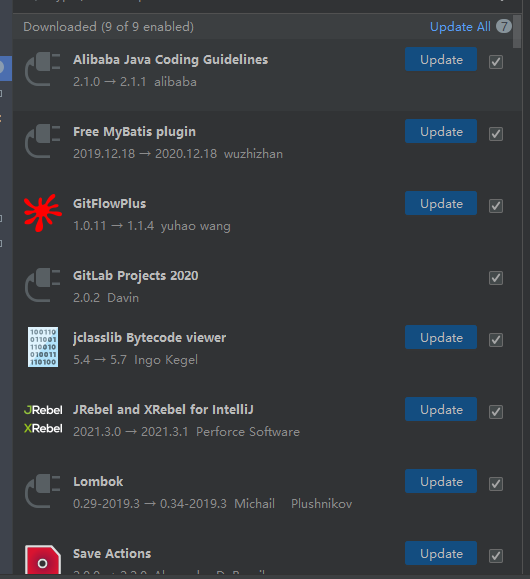 Downloaded (9 of 9 enabled) Update All 7
Alibaba Java Coding Guidelines Update
2.1.0 → 2.1.1 alibaba
Free MyBatis plugin Update
2019.12.18 → 2020.12.18 wuzhizhan
GitFlowPlus Update
1.0.11 → 1.1.4 yuhao wang
GitLab Projects 2020
2.0.2 Davin
jclasslib Bytecode viewer Update
5.4 → 5.7 Ingo Kegel
JRebel XRebel
JRebel and XRebel for IntelliJ Update
2021.3.0 → 2021.3.1 Perforce Software
Lombok Update
0.29-2019.3 → 0.34-2019.3 Michail Plushnikov
Save Actions Update